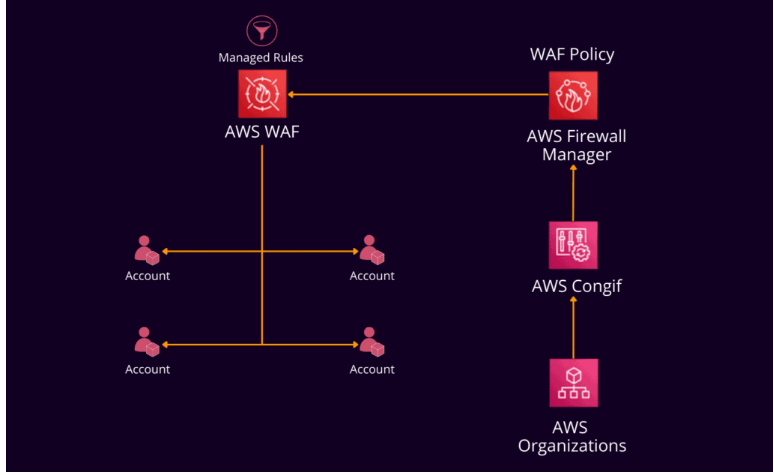 WAF Policy
Managed Rules
AWS WAF
AWS Firewall
Manager
Account
Account
AWS Congif
Account
Account
AWS
Organizations